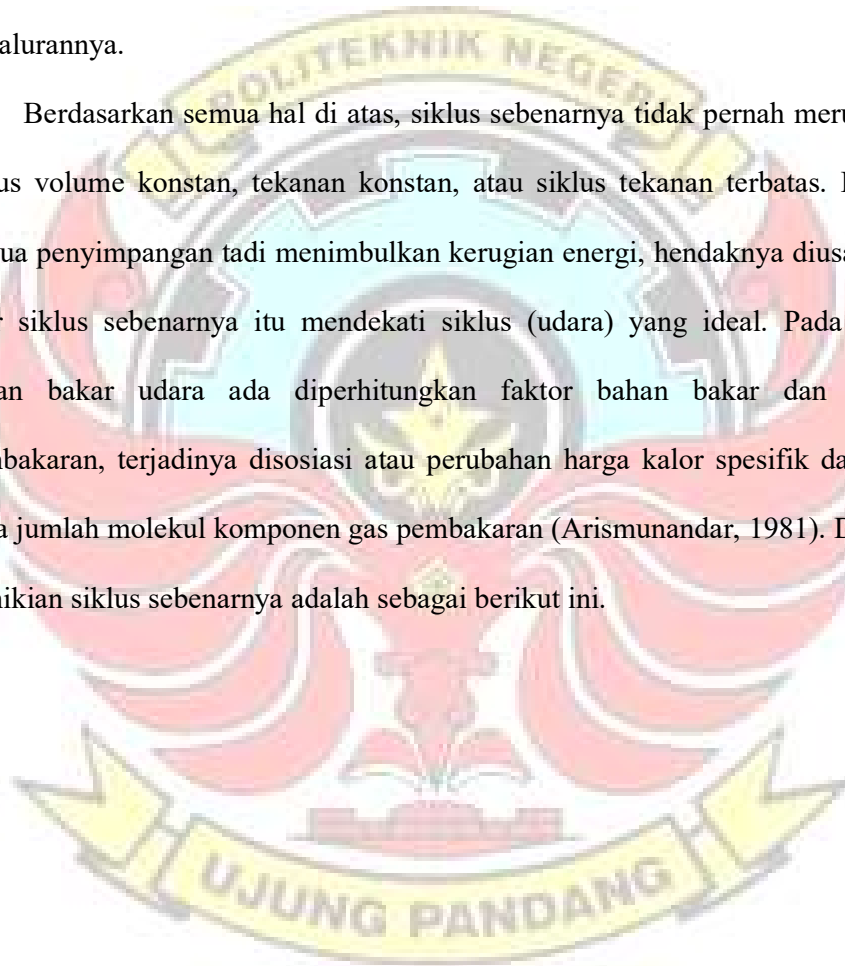 alurannya.
POLITEKNIK NEGERI
Berdasarkan semua hal di atas, siklus sebenarnya tidak pernah meru
us volume konstan, tekanan konstan, atau siklus tekanan terbatas.
ua penyimpangan tadi menimbulkan kerugian energi, hendaknya diusa
siklus sebenarnya itu mendekati siklus (udara) yang ideal. Pada
an bakar udara ada diperhitungkan faktor bahan bakar dan
nbakaran, terjadinya disosiasi atau perubahan harga kalor spesifik da
a jumlah molekul komponen gas pembakaran (Arismunandar, 1981). D
nikian siklus sebenarnya adalah sebagai berikut ini.
UJUNG PANDANG